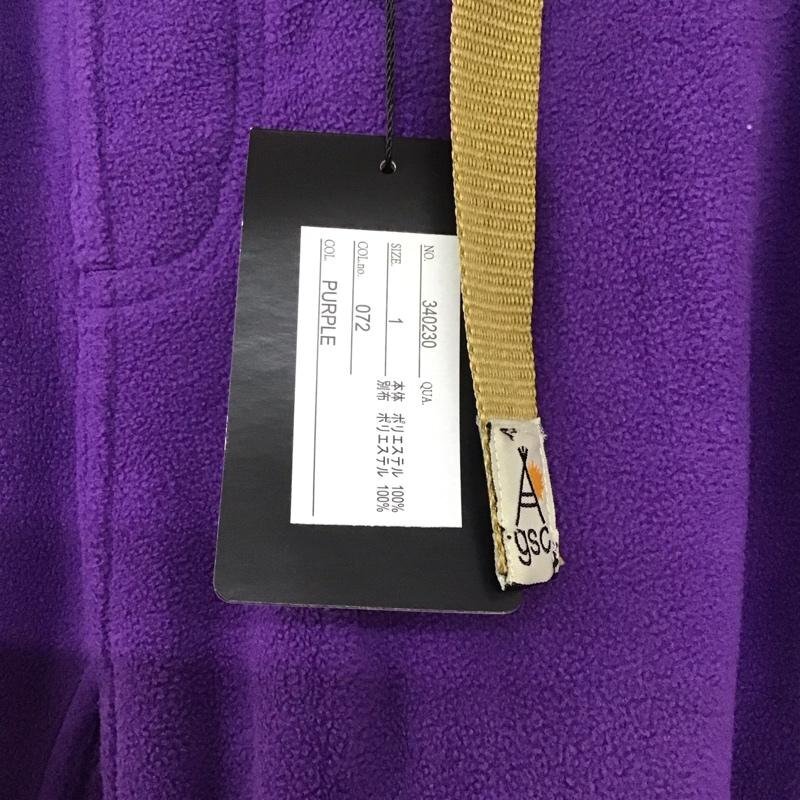 NO. 340230 QUA.
SIZE 1 本体 ポリエステル 100%
COL.no. 072 別布 ポリエステル 100%
COL PURPLE
gsc